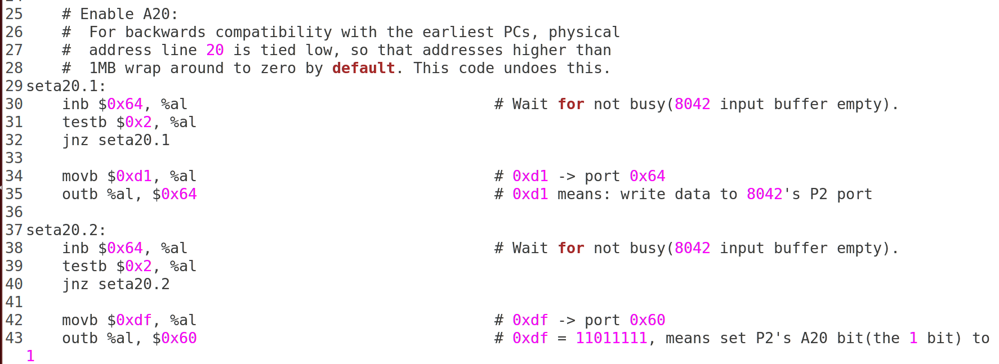 25    # Enable A20:
26    #  For backwards compatibility with the earliest PCs, physical
27    #  address line 20 is tied low, so that addresses higher than
28    #  1MB wrap around to zero by default. This code undoes this.
29 seta20.1:
30    inb $0x64, %al                                  # Wait for not busy(8042 input buffer empty).
31    testb $0x2, %al
32    jnz seta20.1
33
34    movb $0xd1, %al                                 # 0xd1 -> port 0x64
35    outb %al, $0x64                                 # 0xd1 means: write data to 8042's P2 port
36
37 seta20.2:
38    inb $0x64, %al                                  # Wait for not busy(8042 input buffer empty).
39    testb $0x2, %al
40    jnz seta20.2
41
42    movb $0xdf, %al                                 # 0xdf -> port 0x60
43    outb %al, $0x60                                 # 0xdf = 11011111, means set P2's A20 bit(the 1 bit) to
1